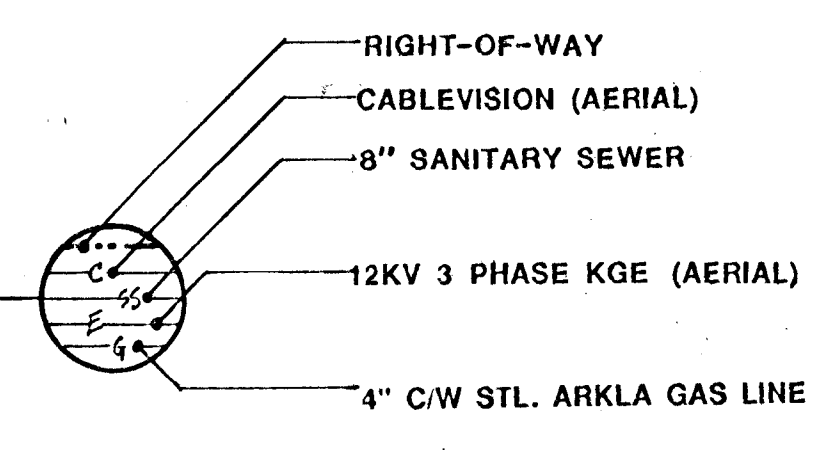 RIGHT-OF-WAY
CABLEVISION (AERIAL)
8" SANITARY SEWER
C
SS
12KV 3 PHASE KGE (AERIAL)
E
G
4" C/W STL. ARKLA GAS LINE